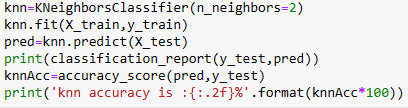 knn=KNeighborsClassifier(n_neighbors=2)
knn.fit(X_train,y_train)
pred=knn.predict(X_test)
print(classification_report(y_test,pred))
knnAcc=accuracy_score(pred,y_test)
print('knn accuracy is :{:.2f}%'.format(knnAcc*100))